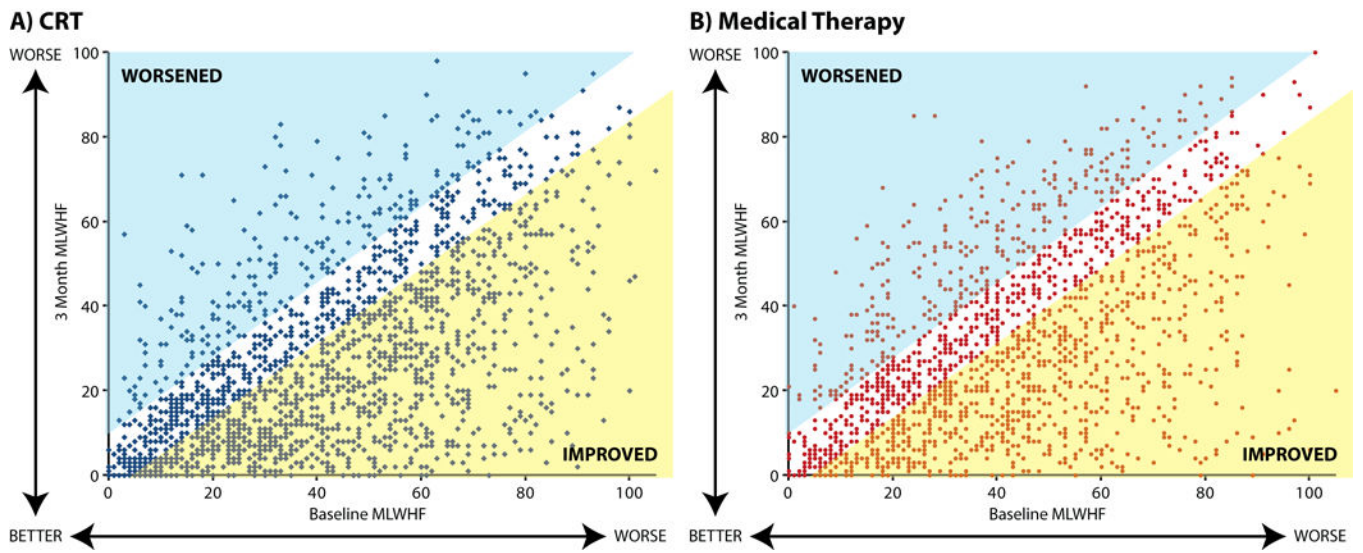 A) CRT
WORSE
100
WORSENED
80
60
3 Month MLWHF
40
20
IMPROVED
0
0 20 40 60 80 100
Baseline MLWHF
BETTER
WORSE
B) Medical Therapy
WORSE
100
WORSENED
80
60
3 Month MLWHF
40
20
IMPROVED
0
0 20 40 60 80 100
Baseline MLWHF
BETTER
WORSE